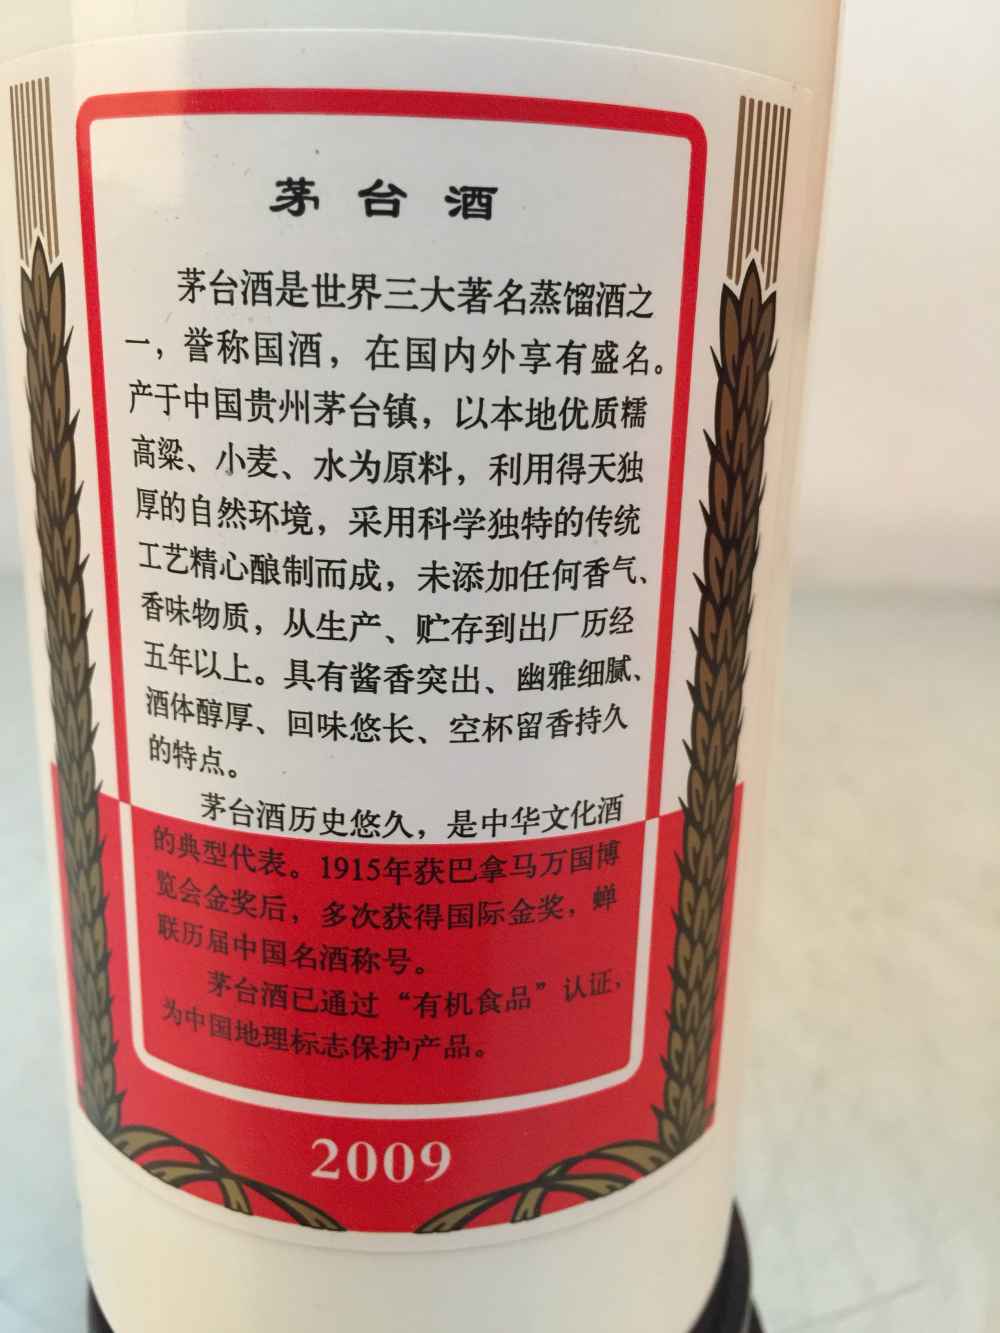 茅台酒
茅台酒是世界三大著名蒸馏酒之
一，誉称国酒，在国内外享有盛名。
产于中国贵州茅台镇，以本地优质糯
高粱、小麦、水为原料，利用得天独
厚的自然环境，采用科学独特的传统
工艺精心酿制而成，未添加任何香气、
香味物质，从生产、贮存到出厂历经
五年以上。具有酱香突出、幽雅细腻、
酒体醇厚、回味悠长、空杯留香持久
的特点。
茅台酒历史悠久，是中华文化酒
的典型代表。1915年获巴拿马万国博
览会金奖后，多次获得国际金奖，蝉
联历届中国名酒称号。
茅台酒已通过“有机食品”认证，
为中国地理标志保护产品。
2009